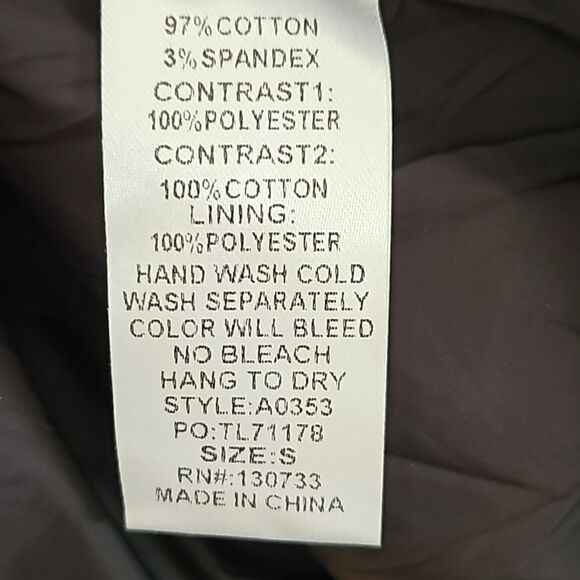 97% COTTON
3% SPANDEX
CONTRAST1:
100% POLYESTER
CONTRAST2:
100% COTTON
LINING:
100% POLYESTER
HAND WASH COLD
WASH SEPARATELY
COLOR WILL BLEED
NO BLEACH
HANG TO DRY
STYLE:A0353
PO:TL71178
SIZE:S
RN#:130733
MADE IN CHINA